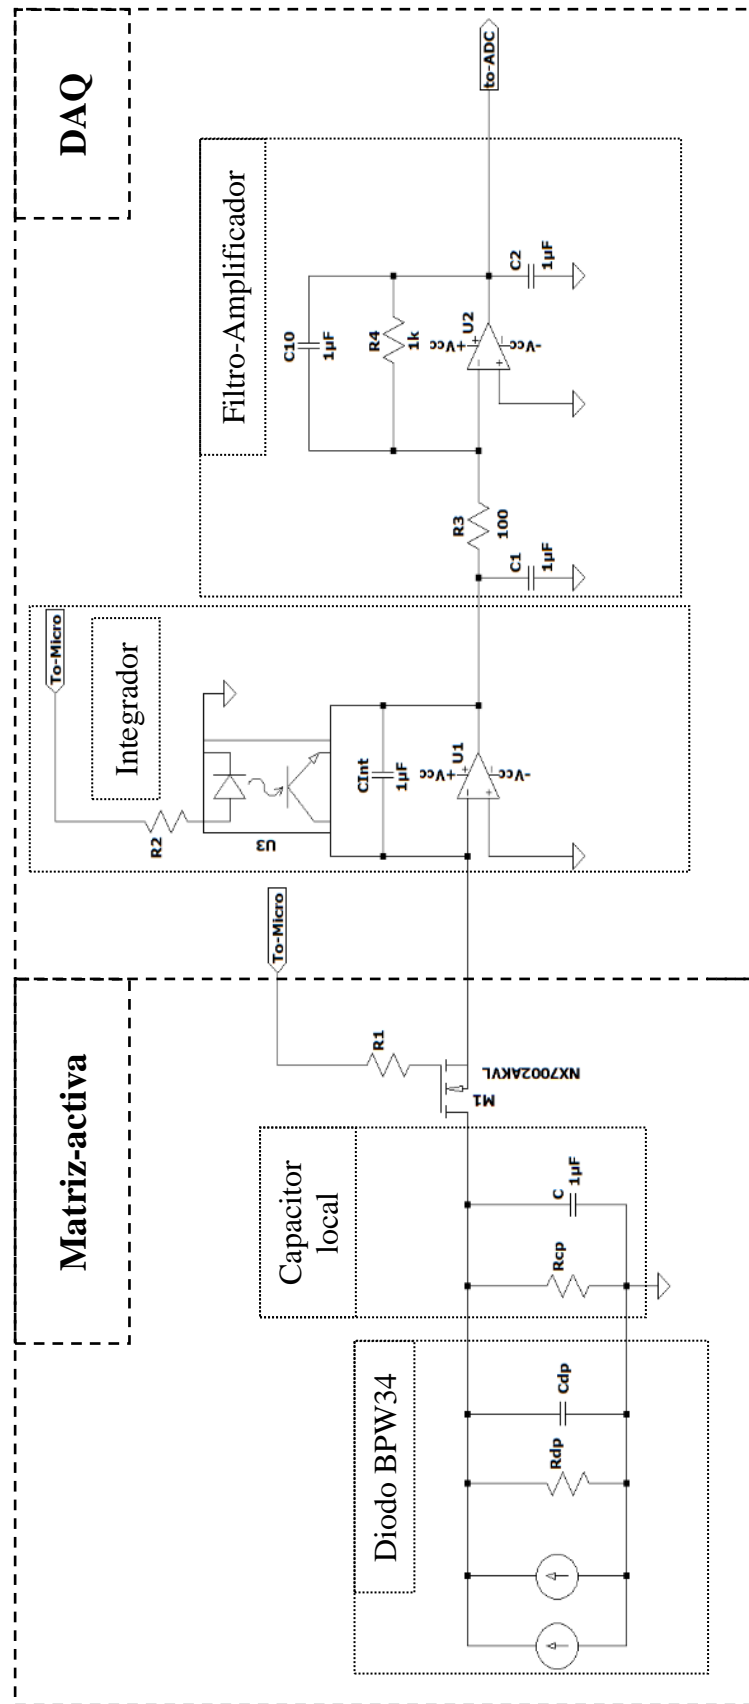 Matriz-activa
DAQ
Diodo BPW34
Rdp
Cdp
Capacitor
local
Rcp
C
1µF
M1
NX7002AKVL
R1
To-Micro
Integrador
To-Micro
R2
U3
CInt
1µF
+Vcc
U1
-Vcc
Filtro-Amplificador
C1
1µF
R3
100
C10
1µF
R4
1k
+Vcc
U2
-Vcc
C2
1µF
to-ADC